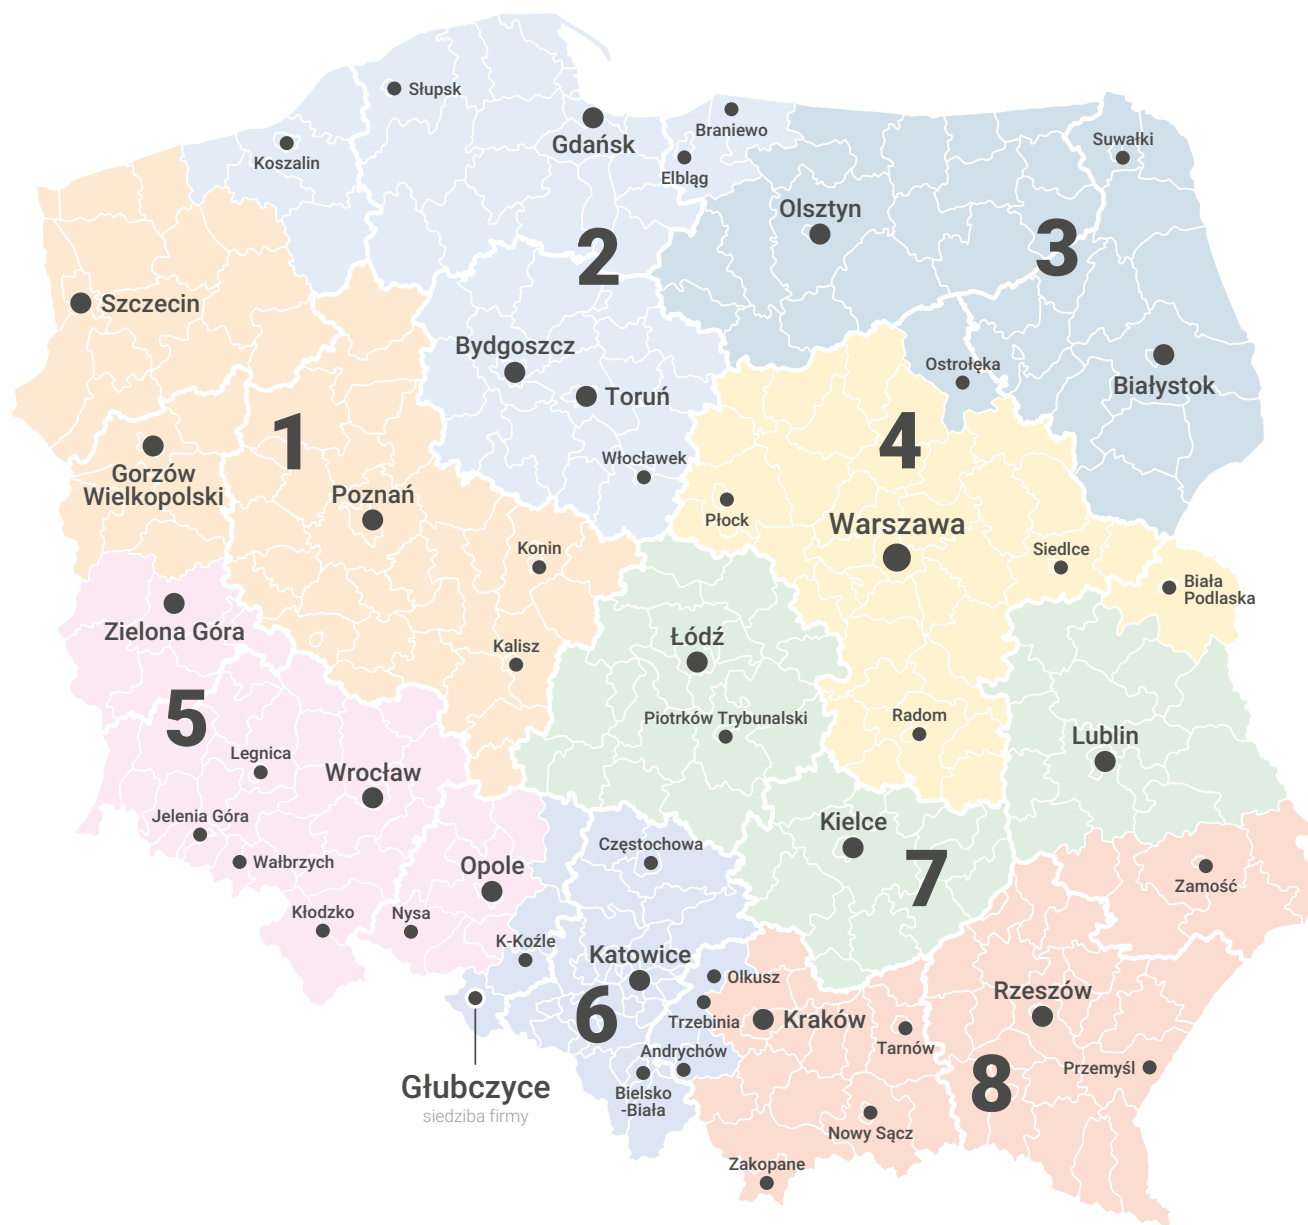 Słupsk
Gdańsk
Braniewo
Koszalin
Elbląg
Suwałki
Olsztyn
2
3
Szczecin
Bydgoszcz
Toruń
Ostrołęka
Białystok
1
4
Gorzów
Wielkopolski
Włocławek
Poznań
Płock
Warszawa
Konin
Siedlce
Biała
Podlaska
Zielona Góra
Łódź
Kalisz
5
Piotrków Trybunalski
Radom
Legnica
Wrocław
Lublin
Jelenia Góra
Wałbrzych
Częstochowa
Kielce
7
Opole
Zamość
Kłodzko
Nysa
K-Koźle
Katowice
Olkusz
6
Trzebinia
Kraków
Rzeszów
Tarnów
Andrychów
Przemyśl
8
Głubczyce
siedziba firmy
Bielsko
-Biała
Nowy Sącz
Zakopane